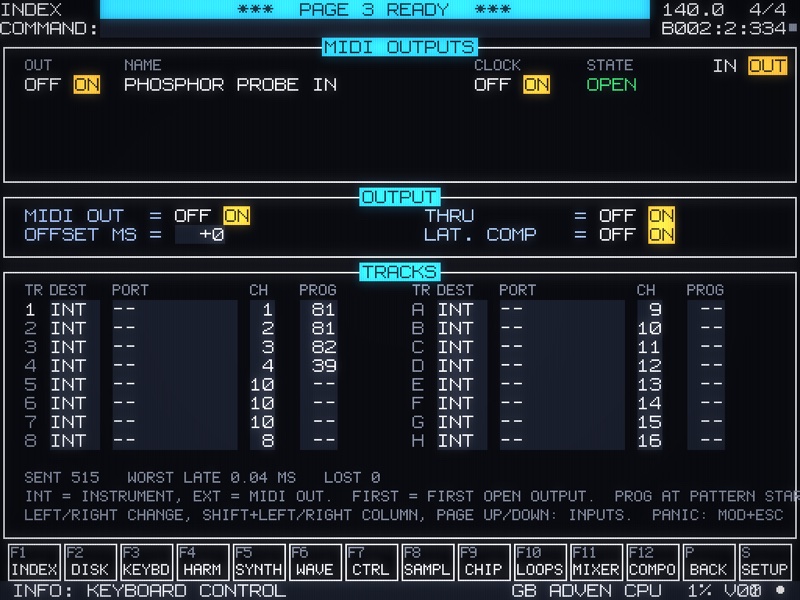 INDEX *** PAGE 3 READY *** 140.0 4/4
COMMAND: B002:2:334
MIDI OUTPUTS
OUT NAME CLOCK STATE IN OUT
OFF ON PHOSPHOR PROBE IN OFF ON OPEN
OUTPUT
MIDI OUT = OFF ON THRU = OFF ON
OFFSET MS = +0 LAT. COMP = OFF ON
TRACKS
TR DEST PORT CH PROG TR DEST PORT CH PROG
1 INT -- 1 81 A INT -- 9 --
2 INT -- 2 81 B INT -- 10 --
3 INT -- 3 82 C INT -- 11 --
4 INT -- 4 39 D INT -- 12 --
5 INT -- 10 -- E INT -- 13 --
6 INT -- 10 -- F INT -- 14 --
7 INT -- 10 -- G INT -- 15 --
8 INT -- 8 -- H INT -- 16 --
SENT 515 WORST LATE 0.04 MS LOST 0
INT = INSTRUMENT, EXT = MIDI OUT. FIRST = FIRST OPEN OUTPUT. PROG AT PATTERN STAR
LEFT/RIGHT CHANGE, SHIFT+LEFT/RIGHT COLUMN, PAGE UP/DOWN: INPUTS. PANIC: MOD+ESC
F1 F2 F3 F4 F5 F6 F7 F8 F9 F10 F11 F12 P S
INDEX DISK KEYBD HARM SYNTH WAVE CTRL SAMPL CHIP LOOPS MIXER COMPO BACK SETUP
INFO: KEYBOARD CONTROL GB ADVEN CPU 1%